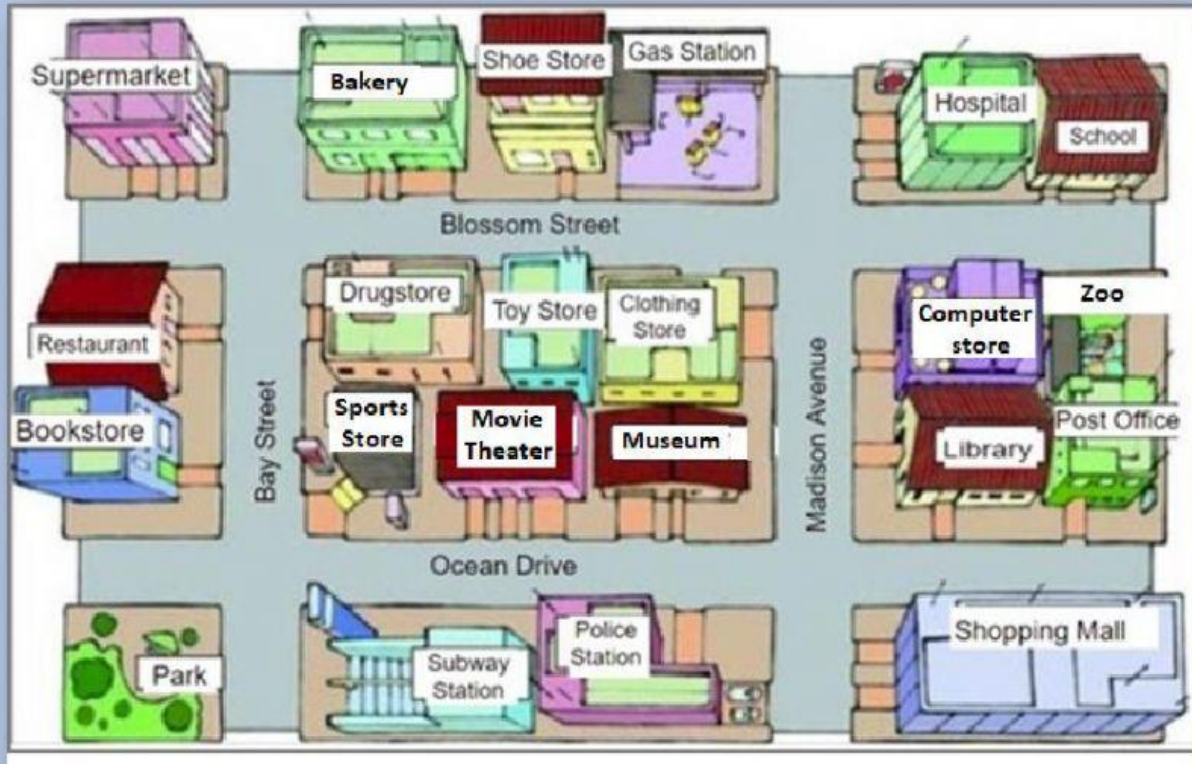 Supermarket
Bakery
Shoe Store
Gas Station
Hospital
School
Blossom Street
Restaurant
Drugstore
Toy Store
Clothing
Store
Computer
store
Zoo
Bookstore
Bay Street
Sports
Store
Movie
Theater
Museum
Madison Avenue
Library
Post Office
Ocean Drive
Park
Subway
Station
Police
Station
Shopping Mall